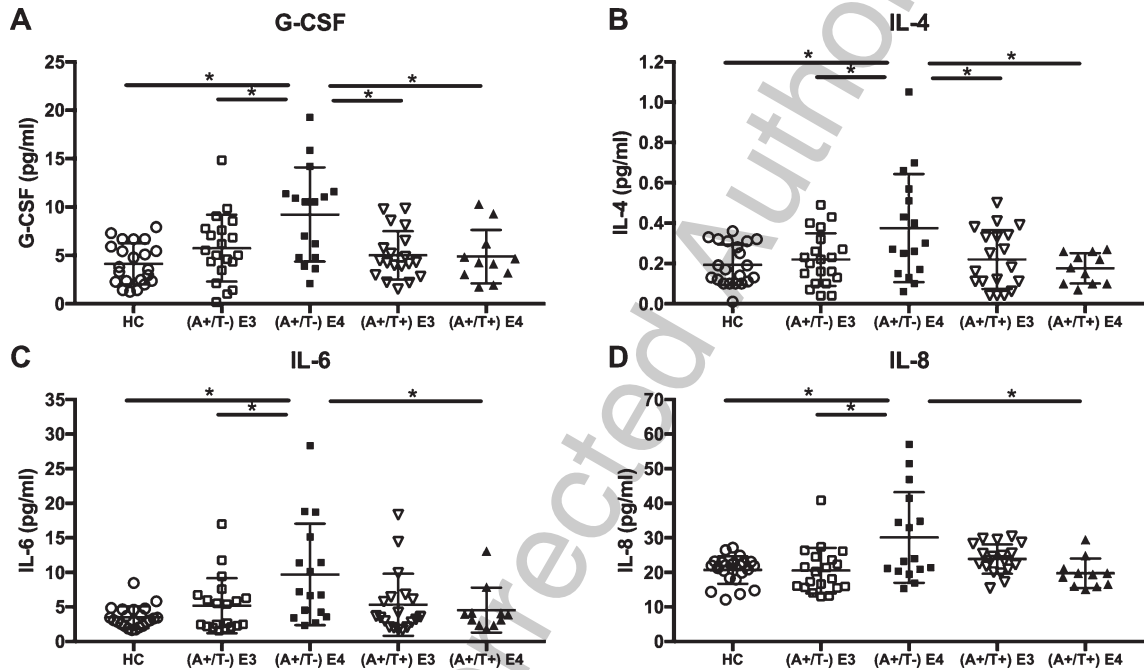 A
G-CSF
25
20
15
10
5
0
G-CSF (pg/ml)
*
*
*
*
HC
(A+/T-) E3
(A+/T-) E4
(A+/T+) E3
(A+/T+) E4
B
IL-4
1.2
1.0
0.8
0.6
0.4
0.2
0.0
IL-4 (pg/ml)
*
*
*
*
HC
(A+/T-) E3
(A+/T-) E4
(A+/T+) E3
(A+/T+) E4
C
IL-6
35
30
25
20
15
10
5
0
IL-6 (pg/ml)
*
*
*
HC
(A+/T-) E3
(A+/T-) E4
(A+/T+) E3
(A+/T+) E4
D
IL-8
70
60
50
40
30
20
10
0
IL-8 (pg/ml)
*
*
*
HC
(A+/T-) E3
(A+/T-) E4
(A+/T+) E3
(A+/T+) E4
rrected Author